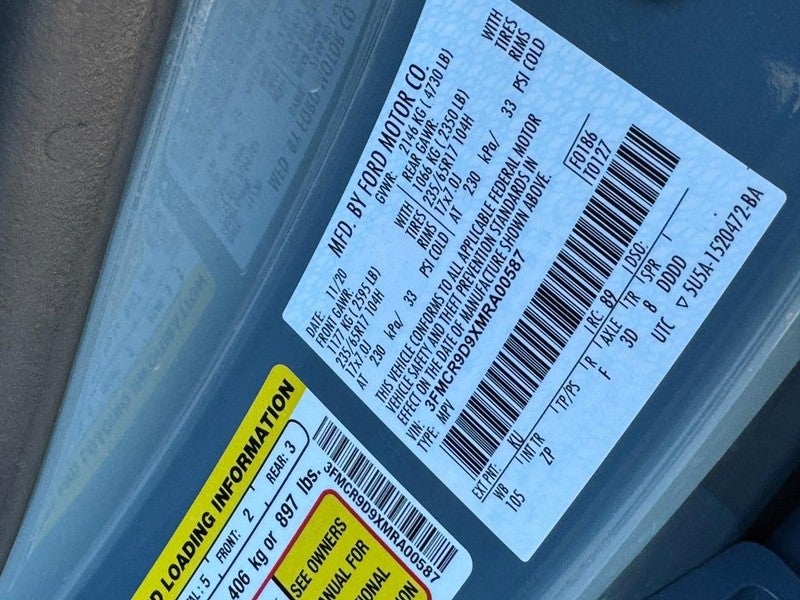 MFD. BY FORD MOTOR CO.
DATE: 11/20
GVWR: 2146 KG ( 4730 LB)
FRONT GAWR:
REAR GAWR:
1177 KG ( 2595 LB)
1066 KG ( 2350 LB)
WITH
235/65R17 104H TIRES
235/65R17 104H
WITH
TIRES
17x7.0J RIMS
17x7.0J
RIMS
AT 230 kPa/ 33 PSI COLD
AT 230 kPa/ 33 PSI COLD
THIS VEHICLE CONFORMS TO ALL APPLICABLE FEDERAL MOTOR
VEHICLE SAFETY AND THEFT PREVENTION STANDARDS IN
EFFECT ON THE DATE OF MANUFACTURE SHOWN ABOVE.
VIN: 3FMCR9D9XMRA00587
TYPE: MPV
F0186
T0127
EXT PNT: KU RC: 89 DSO:
WB INTR TP/PS R AXLE TR SPR
105 ZP F 3D 8 DDDD
UTC ▽ 5U5A-1520472-BA
D LOADING INFORMATION
AL: 5 FRONT: 2 REAR: 3
406 kg or 897 lbs.
3FMCR9D9XMRA00587
SEE OWNERS
ANUAL FOR
TIONAL